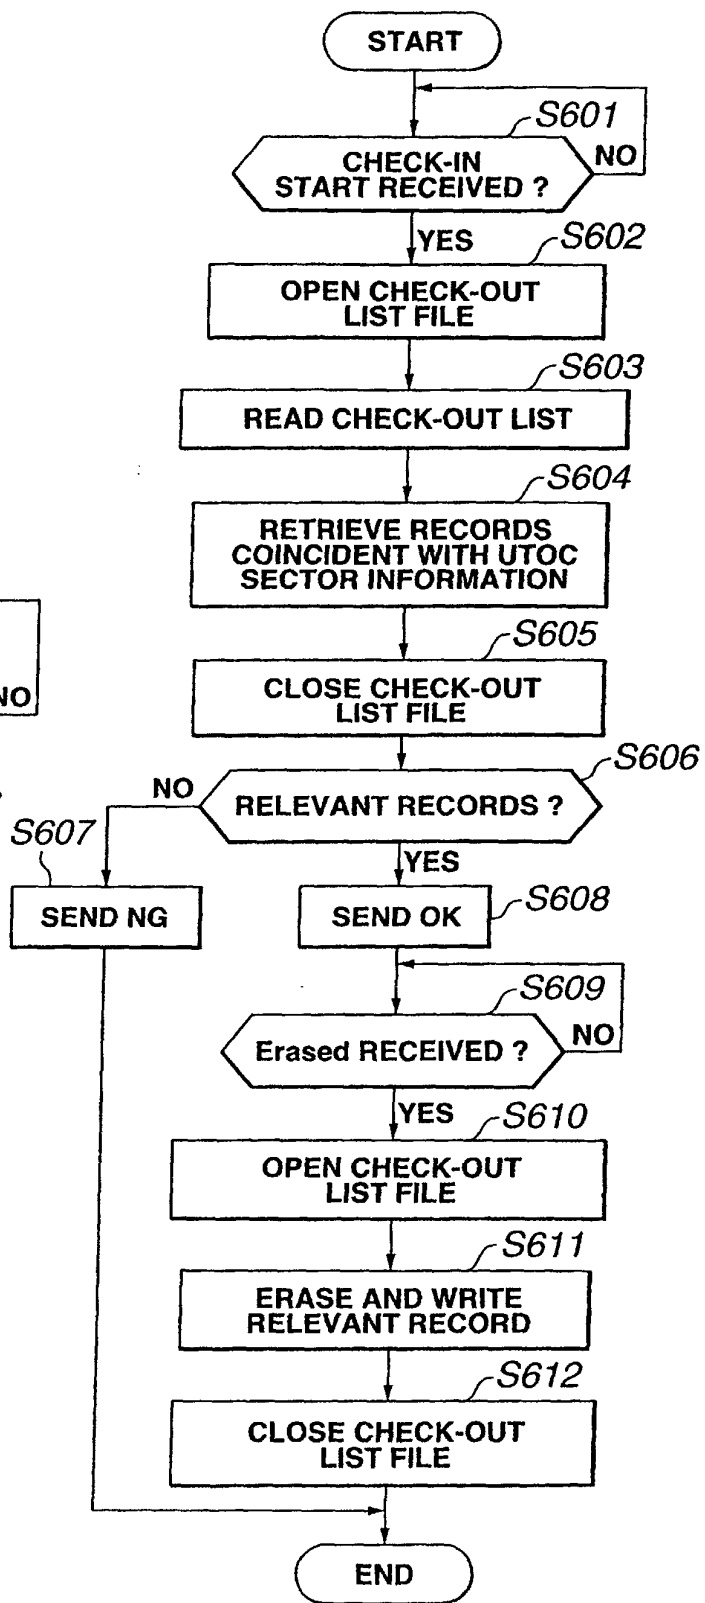 START
S601
CHECK-IN
START RECEIVED ?
NO
YES
S602
OPEN CHECK-OUT
LIST FILE
S603
READ CHECK-OUT LIST
S604
RETRIEVE RECORDS
COINCIDENT WITH UTOC
SECTOR INFORMATION
S605
CLOSE CHECK-OUT
LIST FILE
NO
S606
RELEVANT RECORDS ?
NO
YES
S607
SEND NG
S608
SEND OK
S609
Erased RECEIVED ?
NO
YES
S610
OPEN CHECK-OUT
LIST FILE
S611
ERASE AND WRITE
RELEVANT RECORD
S612
CLOSE CHECK-OUT
LIST FILE
END